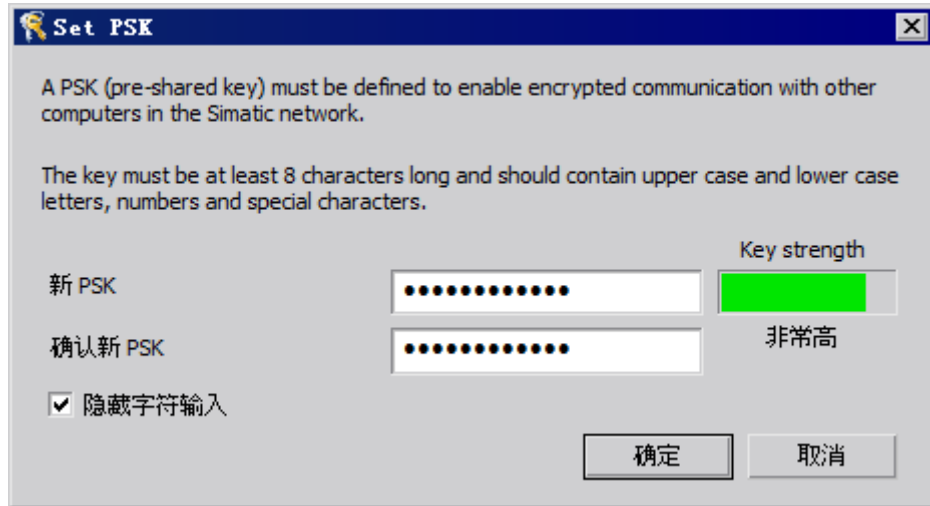 Set PSK
A PSK (pre-shared key) must be defined to enable encrypted communication with other
computers in the Simatic network.
The key must be at least 8 characters long and should contain upper case and lower case
letters, numbers and special characters.
Key strength
新 PSK
••••••••••••
确认新 PSK
••••••••••••
非常高
隐藏字符输入
确定
取消